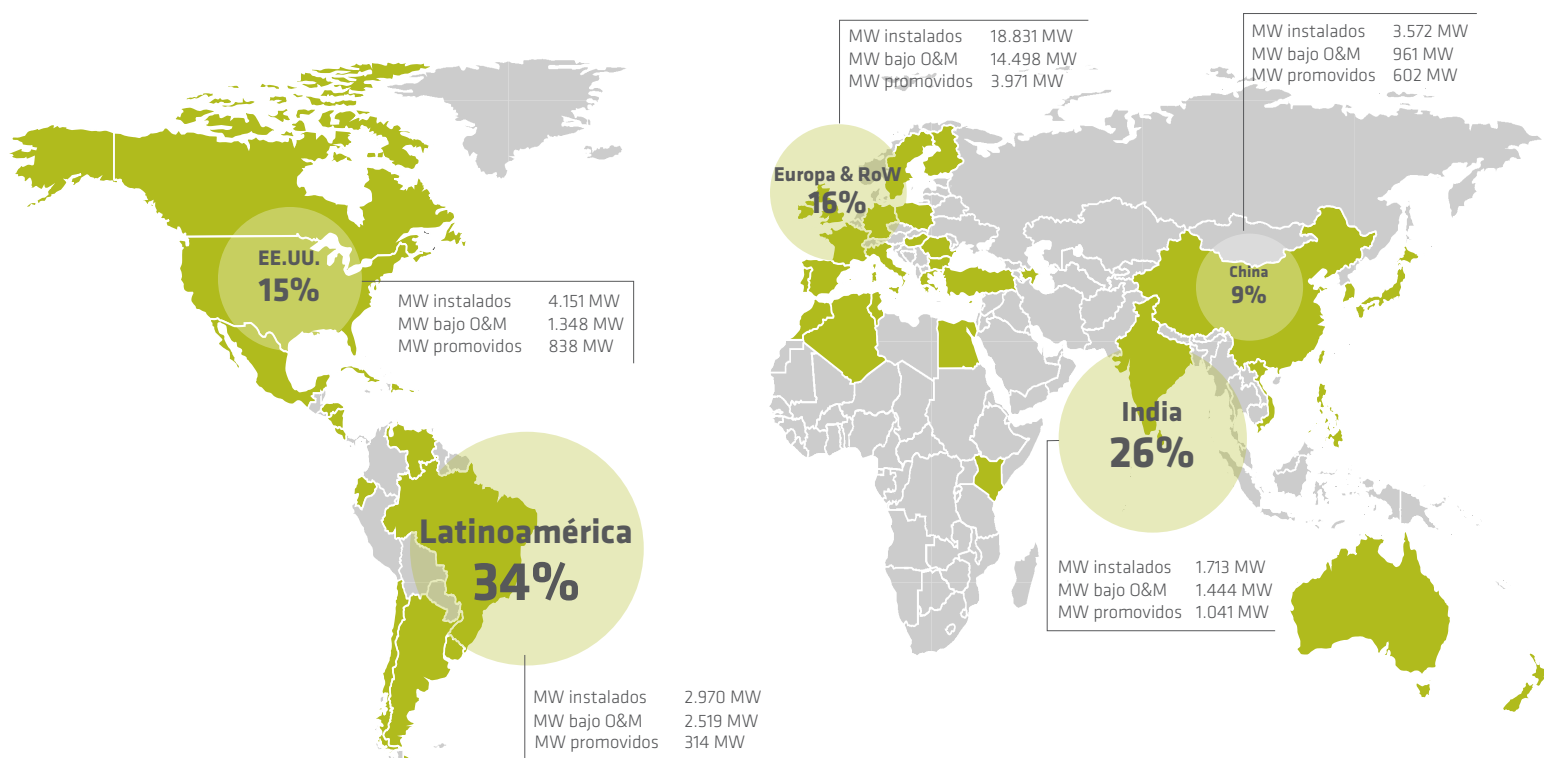 MW instalados 18.831 MW
MW bajo O&M 14.498 MW
MW promovidos 3.971 MW
MW instalados 3.572 MW
MW bajo O&M 961 MW
MW promovidos 602 MW
Europa & RoW
16%
EE.UU.
15%
MW instalados 4.151 MW
MW bajo O&M 1.348 MW
MW promovidos 838 MW
China
9%
India
26%
Latinoamérica
34%
MW instalados 1.713 MW
MW bajo O&M 1.444 MW
MW promovidos 1.041 MW
MW instalados 2.970 MW
MW bajo O&M 2.519 MW
MW promovidos 314 MW